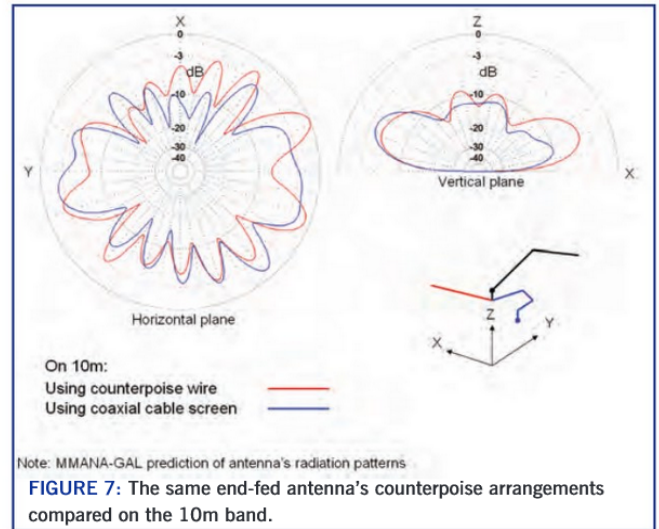 X
0
-3
dB
-10
-20
-30
-40
Y
Horizontal plane
Z
0
-3
dB
-10
-20
-30
-40
X
Vertical plane
Z
X
Y
On 10m:
Using counterpoise wire
Using coaxial cable screen
Note: MMANA-GAL prediction of antenna's radiation patterns
FIGURE 7: The same end-fed antenna's counterpoise arrangements
compared on the 10m band.